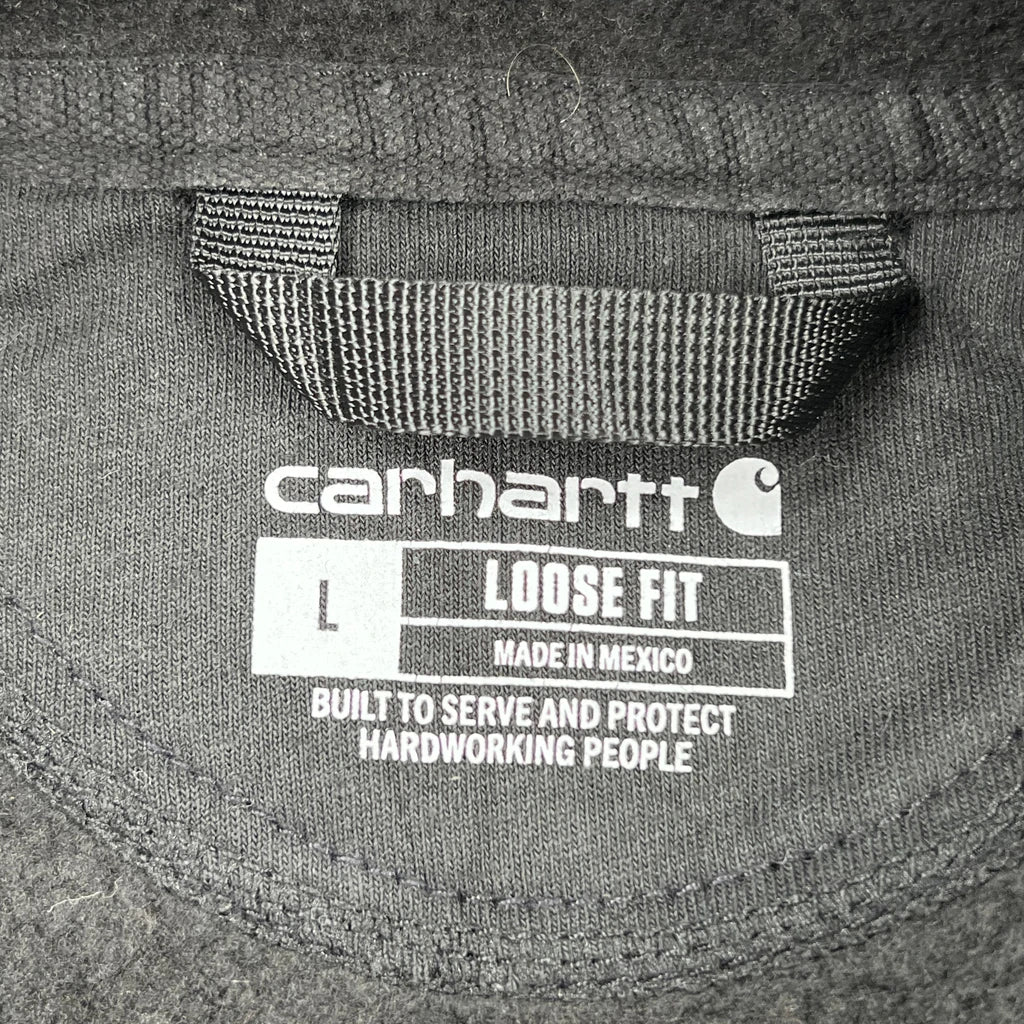 carhartt
L
LOOSE FIT
MADE IN MEXICO
BUILT TO SERVE AND PROTECT
HARDWORKING PEOPLE